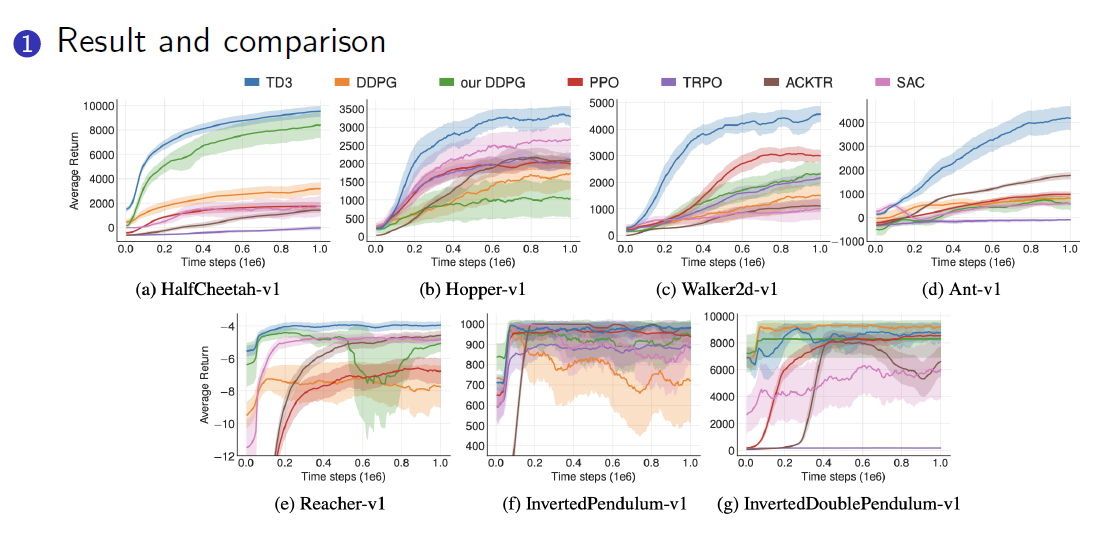 1 Result and comparison
TD3 DDPG our DDPG PPO TRPO ACKTR SAC
Average Return
10000
8000
6000
4000
2000
0
0.0 0.2 0.4 0.6 0.8 1.0
Time steps (1e6)
(a) HalfCheetah-v1
3500
3000
2500
2000
1500
1000
500
0
0.0 0.2 0.4 0.6 0.8 1.0
Time steps (1e6)
(b) Hopper-v1
5000
4000
3000
2000
1000
0
0.0 0.2 0.4 0.6 0.8 1.0
Time steps (1e6)
(c) Walker2d-v1
4000
3000
2000
1000
0
−1000
0.0 0.2 0.4 0.6 0.8 1.0
Time steps (1e6)
(d) Ant-v1
Average Return
−4
−6
−8
−10
−12
0.0 0.2 0.4 0.6 0.8 1.0
Time steps (1e6)
(e) Reacher-v1
1000
900
800
700
600
500
400
0.0 0.2 0.4 0.6 0.8 1.0
Time steps (1e6)
(f) InvertedPendulum-v1
10000
8000
6000
4000
2000
0
0.0 0.2 0.4 0.6 0.8 1.0
Time steps (1e6)
(g) InvertedDoublePendulum-v1